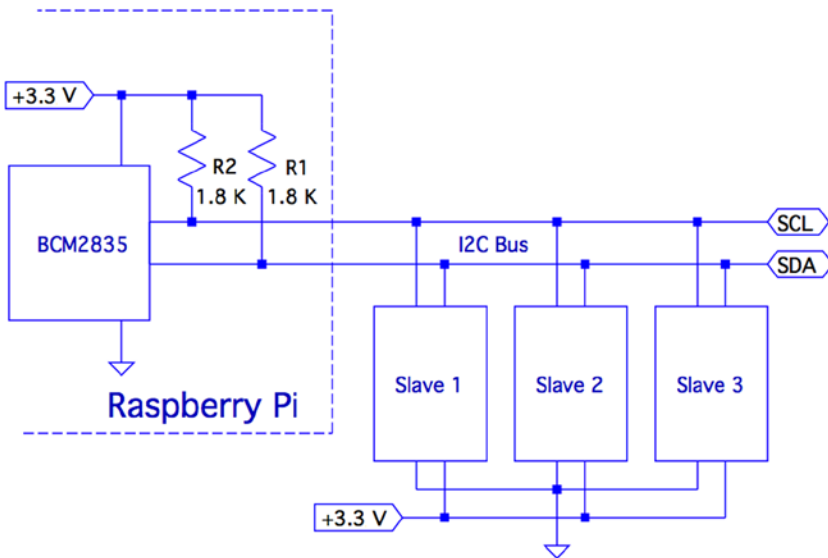 +3.3 V
R2
R1
1.8 K
1.8 K
SCL
BCM2835
I2C Bus
SDA
Slave 1
Slave 2
Slave 3
Raspberry Pi
+3.3 V